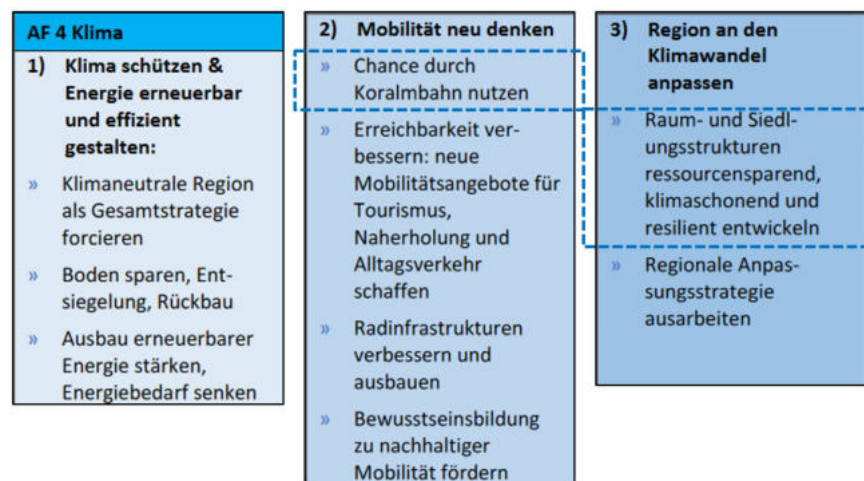 AF 4 Klima
1) Klima schützen &
Energie erneuerbar
und effizient
gestalten:
» Klimaneutrale Region
als Gesamtstrategie
forcieren
» Boden sparen, Ent-
siegelung, Rückbau
» Ausbau erneuerbarer
Energie stärken,
Energiebedarf senken
2) Mobilität neu denken
» Chance durch
Koralmbahn nutzen
» Erreichbarkeit ver-
bessern: neue
Mobilitätsangebote für
Tourismus,
Naherholung und
Alltagsverkehr
schaffen
» Radinfrastrukturen
verbessern und
ausbauen
» Bewusstseinsbildung
zu nachhaltiger
Mobilität fördern
3) Region an den
Klimawandel
anpassen
» Raum- und Siedl-
ungsstrukturen
ressourcensparend,
klimaschonend und
resilient entwickeln
» Regionale Anpas-
sungsstrategie
ausarbeiten